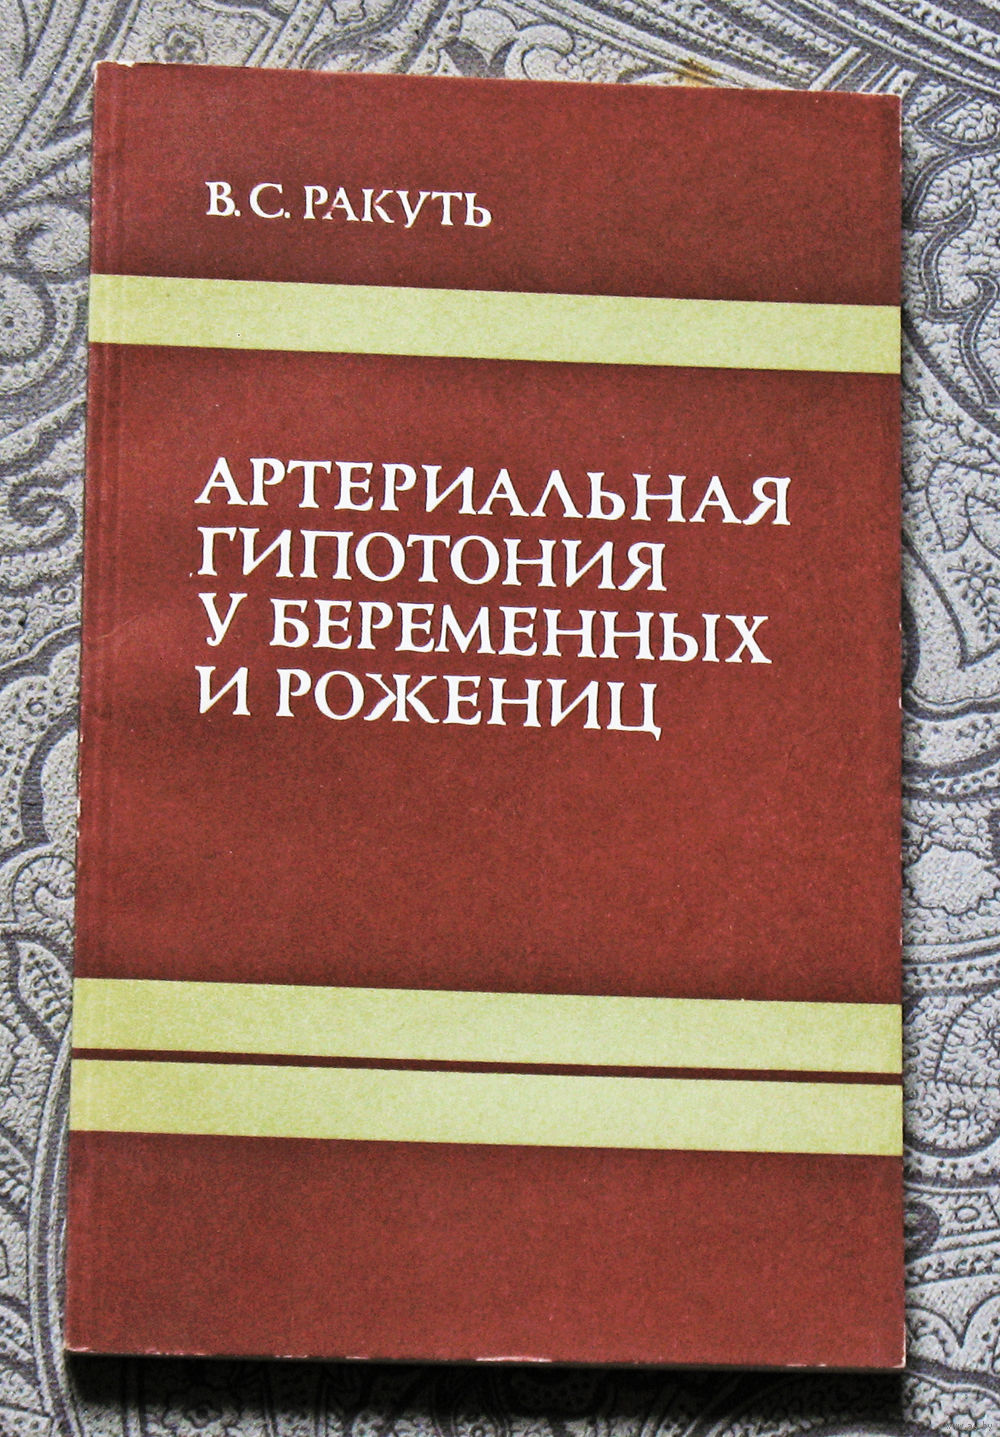 В. С. РАКУТЬ
АРТЕРИАЛЬНАЯ
ГИПОТОНИЯ
У БЕРЕМЕННЫХ
И РОЖЕНИЦ